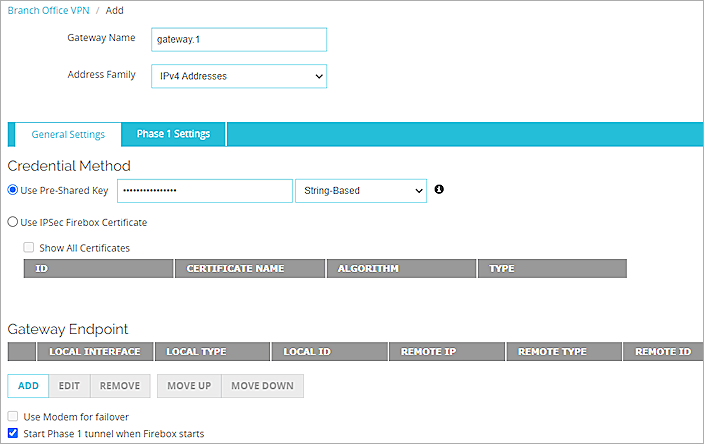 Branch Office VPN / Add
Gateway Name gateway.1
Address Family IPv4 Addresses
General Settings Phase 1 Settings
Credential Method
Use Pre-Shared Key •••••••••••••••• String-Based
Use IPSec Firebox Certificate
Show All Certificates
ID CERTIFICATE NAME ALGORITHM TYPE
Gateway Endpoint
LOCAL INTERFACE LOCAL TYPE LOCAL ID REMOTE IP REMOTE TYPE REMOTE ID
ADD EDIT REMOVE MOVE UP MOVE DOWN
Use Modem for failover
Start Phase 1 tunnel when Firebox starts